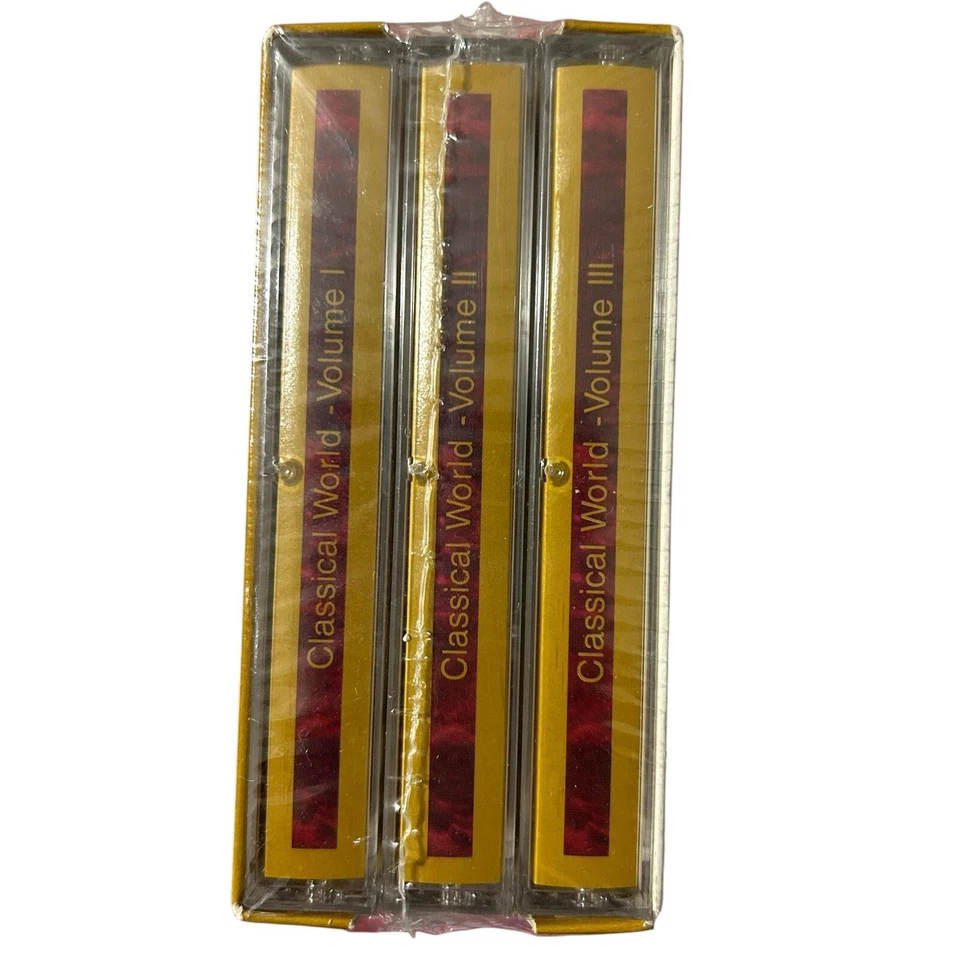 Classical World - Volume I
Classical World - Volume II
Classical World - Volume III